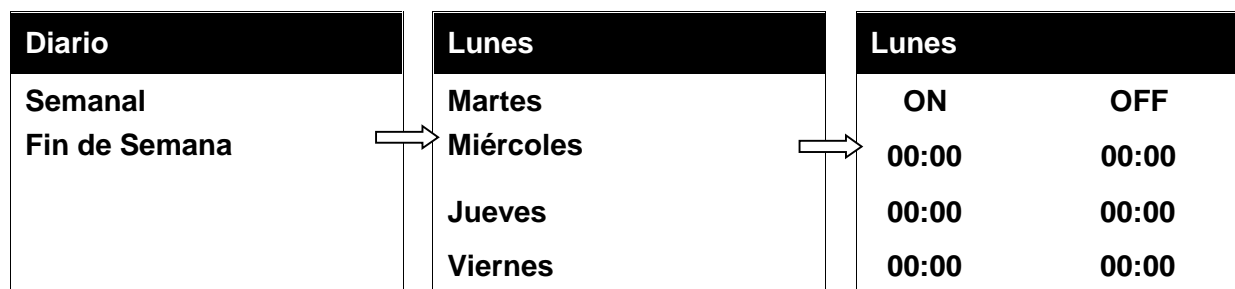 Diario
Semanal
Fin de Semana
Lunes
Martes
Miércoles
Jueves
Viernes
Lunes
ON OFF
00:00 00:00
00:00 00:00
00:00 00:00